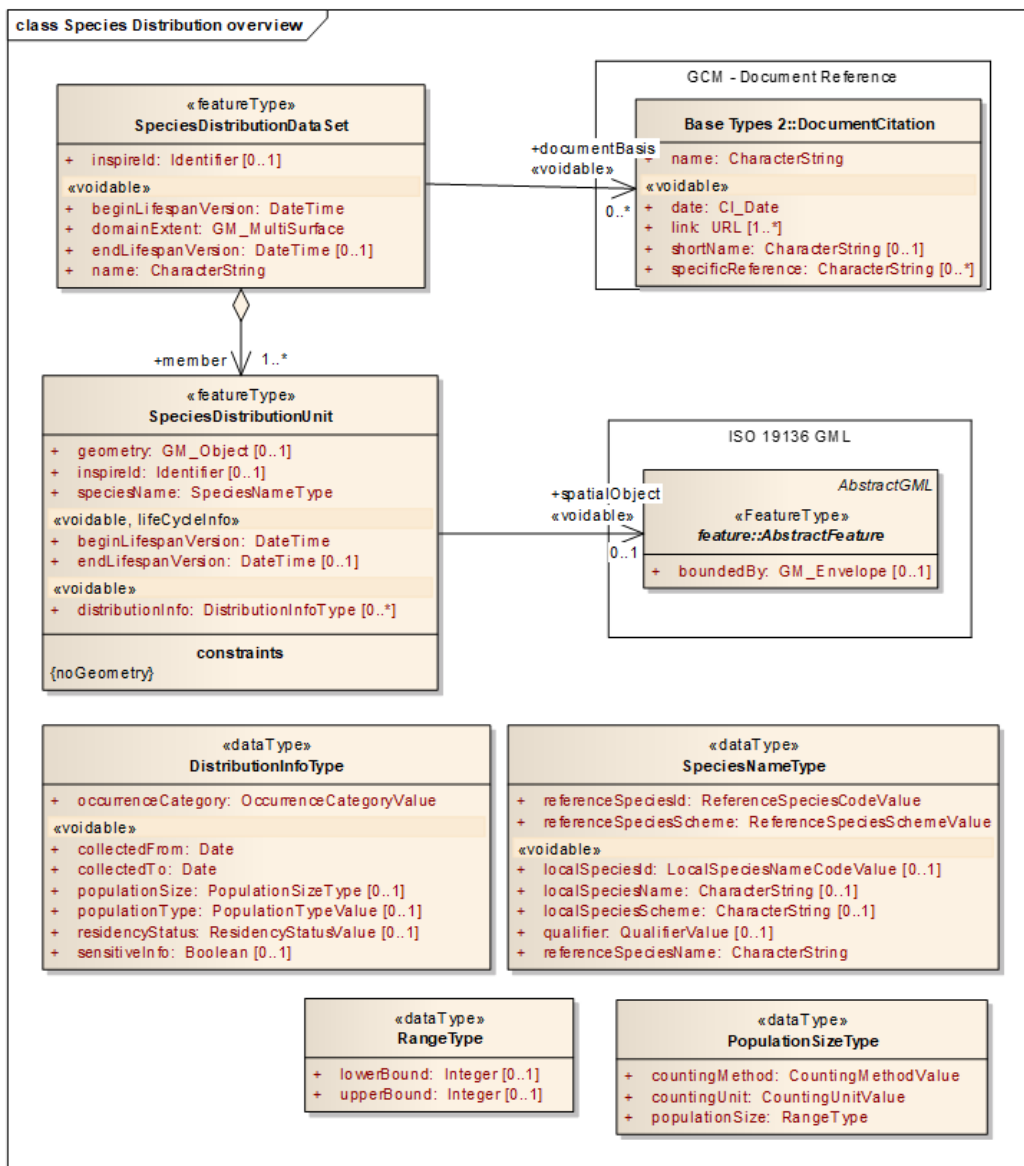 class Species Distribution overview
«featureType»
SpeciesDistributionDataSet
+ inspireId: Identifier [0..1]
«voidable»
+ beginLifespanVersion: DateTime
+ domainExtent: GM_MultiSurface
+ endLifespanVersion: DateTime [0..1]
+ name: CharacterString
+documentBasis
«voidable»
0..*
GCM - Document Reference
Base Types 2::DocumentCitation
+ name: CharacterString
«voidable»
+ date: CI_Date
+ link: URL [1..*]
+ shortName: CharacterString [0..1]
+ specificReference: CharacterString [0..*]
+member 1..*
«featureType»
SpeciesDistributionUnit
+ geometry: GM_Object [0..1]
+ inspireId: Identifier [0..1]
+ speciesName: SpeciesNameType
«voidable, lifeCycleInfo»
+ beginLifespanVersion: DateTime
+ endLifespanVersion: DateTime [0..1]
«voidable»
+ distributionInfo: DistributionInfoType [0..*]
constraints
{noGeometry}
+spatialObject
«voidable»
0..1
ISO 19136 GML
AbstractGML
«FeatureType»
feature::AbstractFeature
+ boundedBy: GM_Envelope [0..1]
«dataType»
DistributionInfoType
+ occurrenceCategory: OccurrenceCategoryValue
«voidable»
+ collectedFrom: Date
+ collectedTo: Date
+ populationSize: PopulationSizeType [0..1]
+ populationType: PopulationTypeValue [0..1]
+ residencyStatus: ResidencyStatusValue [0..1]
+ sensitiveInfo: Boolean [0..1]
«dataType»
SpeciesNameType
+ referenceSpeciesId: ReferenceSpeciesCodeValue
+ referenceSpeciesScheme: ReferenceSpeciesSchemeValue
«voidable»
+ localSpeciesId: LocalSpeciesNameCodeValue [0..1]
+ localSpeciesName: CharacterString [0..1]
+ localSpeciesScheme: CharacterString [0..1]
+ qualifier: QualifierValue [0..1]
+ referenceSpeciesName: CharacterString
«dataType»
RangeType
+ lowerBound: Integer [0..1]
+ upperBound: Integer [0..1]
«dataType»
PopulationSizeType
+ countingMethod: CountingMethodValue
+ countingUnit: CountingUnitValue
+ populationSize: RangeType